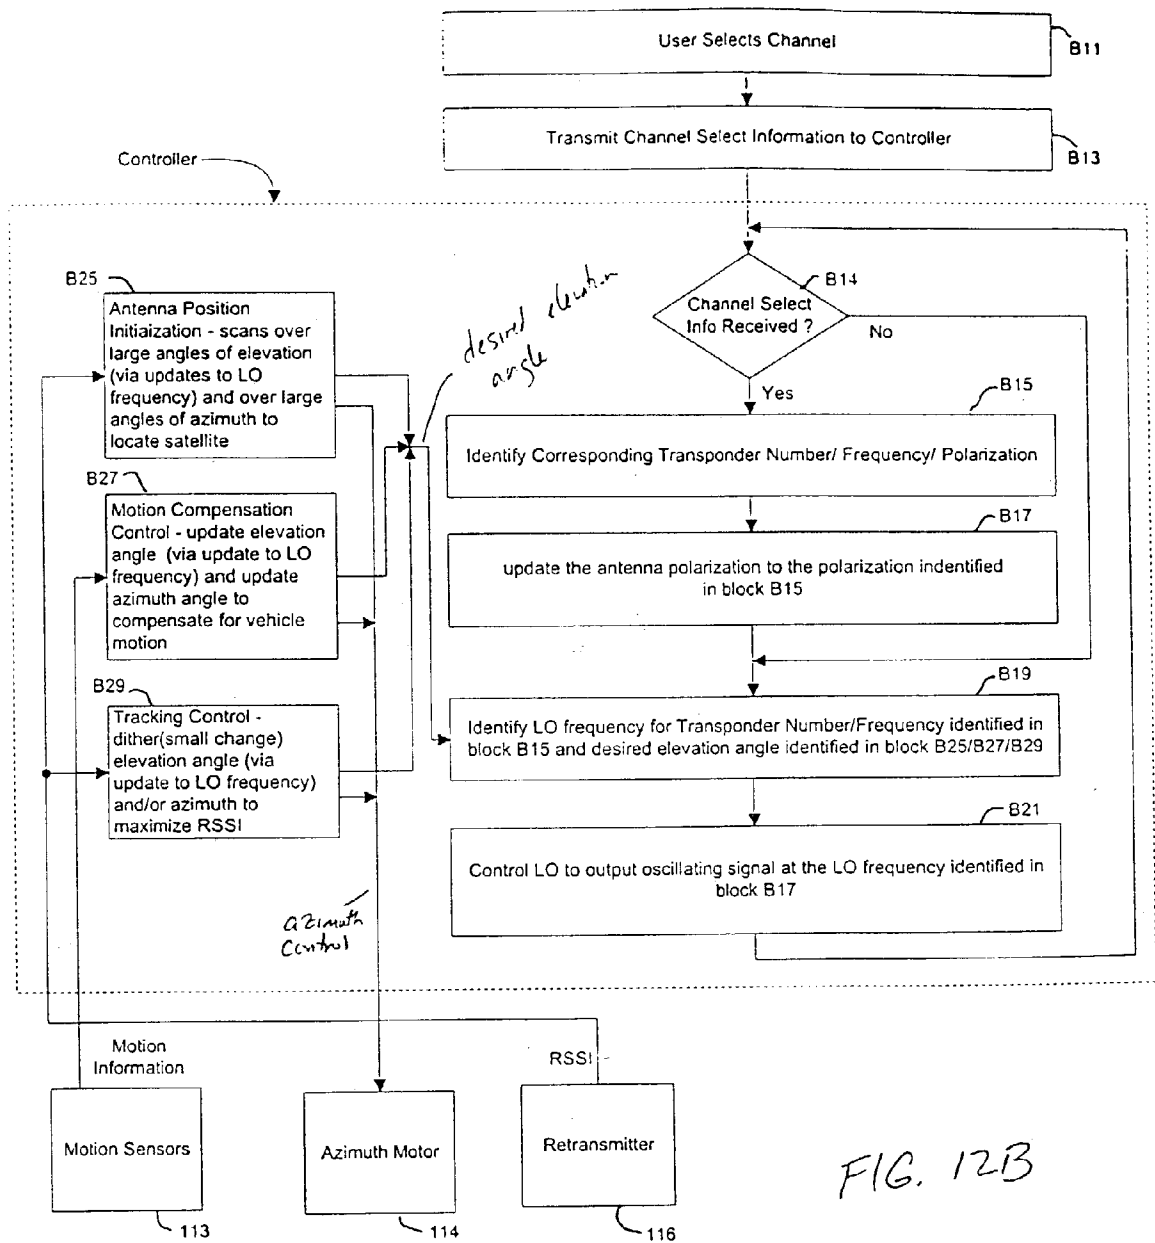 User Selects Channel
B11
Transmit Channel Select Information to Controller
B13
Controller
B25
Antenna Position
Initiaization - scans over
large angles of elevation
(via updates to LO
frequency) and over large
angles of azimuth to
locate satellite
desired elevation
angle
B14
Channel Select
Info Received ?
No
Yes
B15
Identify Corresponding Transponder Number/ Frequency/ Polarization
B27
Motion Compensation
Control - update elevation
angle (via update to LO
frequency) and update
azimuth angle to
compensate for vehicle
motion
B17
update the antenna polarization to the polarization indentified
in block B15
B29
Tracking Control -
dither(small change)
elevation angle (via
update to LO frequency)
and/or azimuth to
maximize RSSI
B19
Identify LO frequency for Transponder Number/Frequency identified in
block B15 and desired elevation angle identified in block B25/B27/B29
B21
Control LO to output oscillating signal at the LO frequency identified in
block B17
azimuth
control
Motion
Information
RSSI
Motion Sensors
113
Azimuth Motor
114
Retransmitter
116
FIG. 12B